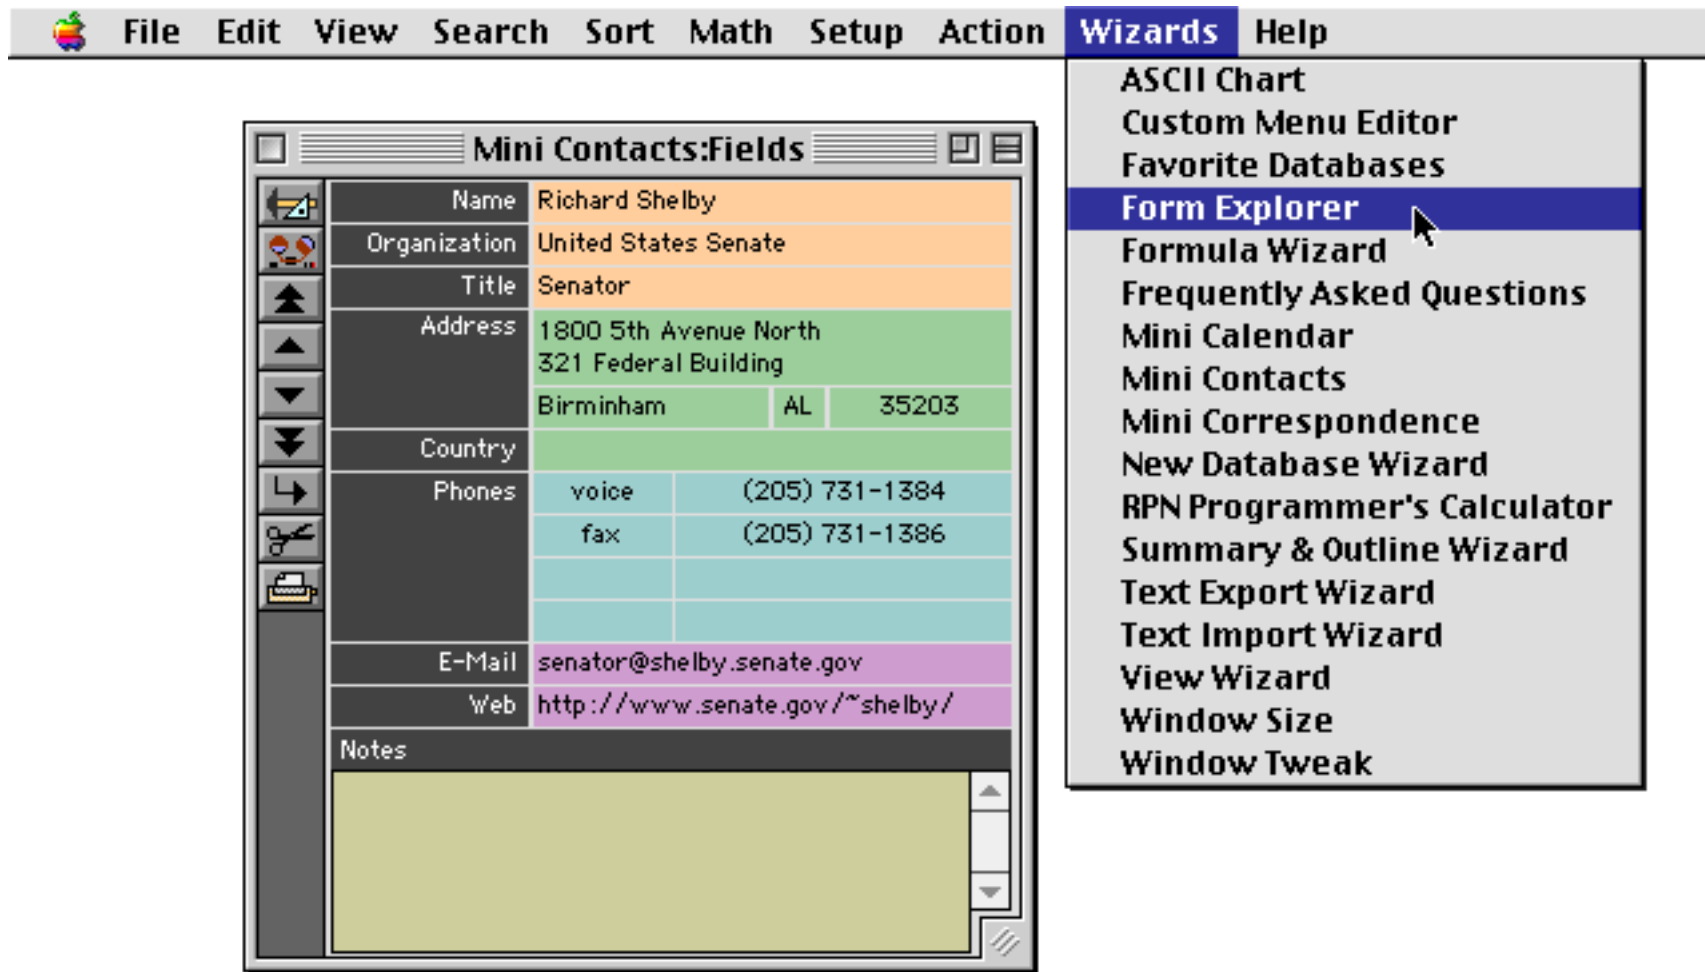 File Edit View Search Sort Math Setup Action Wizards Help
Mini Contacts:Fields
Name Richard Shelby
Organization United States Senate
Title Senator
Address 1800 5th Avenue North
321 Federal Building
Birminham AL 35203
Country
Phones voice (205) 731-1384
fax (205) 731-1386
E-Mail senator@shelby.senate.gov
Web http://www.senate.gov/~shelby/
Notes
ASCII Chart
Custom Menu Editor
Favorite Databases
Form Explorer
Formula Wizard
Frequently Asked Questions
Mini Calendar
Mini Contacts
Mini Correspondence
New Database Wizard
RPN Programmer's Calculator
Summary & Outline Wizard
Text Export Wizard
Text Import Wizard
View Wizard
Window Size
Window Tweak